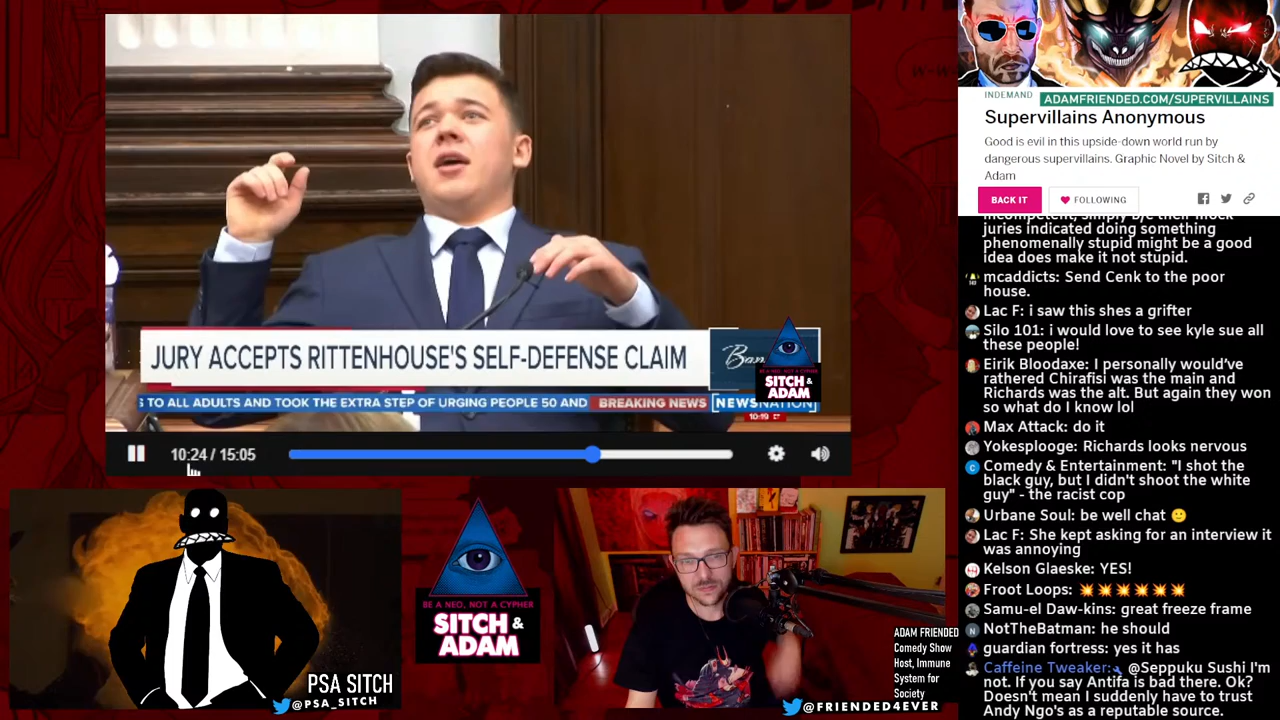 JURY ACCEPTS RITTENHOUSE'S SELF-DEFENSE CLAIM
S TO ALL ADULTS AND TOOK THE EXTRA STEP OF URGING PEOPLE 50 AND
BREAKING NEWS
NEWSNATION
10:19 ET
BE A NEO, NOT A CYPHER
SITCH &
ADAM
10:24 / 15:05
PSA SITCH
@PSA_SITCH
BE A NEO, NOT A CYPHER
SITCH &
ADAM
ADAM FRIENDED
Comedy Show
Host, Immune
System for
Society
@FRIENDED4EVER
INDEMAND
ADAMFRIENDED.COM/SUPERVILLAINS
Supervillains Anonymous
Good is evil in this upside-down world run by
dangerous supervillains. Graphic Novel by Sitch &
Adam
BACK IT
FOLLOWING
juries indicated doing something
phenomenally stupid might be a good
idea does make it not stupid.
mcaddicts: Send Cenk to the poor
house.
Lac F: i saw this shes a grifter
Silo 101: i would love to see kyle sue all
these people!
Eirik Bloodaxe: I personally would've
rathered Chirafisi was the main and
Richards was the alt. But again they won
so what do I know lol
Max Attack: do it
Yokesplooge: Richards looks nervous
Comedy & Entertainment: "I shot the
black guy, but I didn't shoot the white
guy" - the racist cop
Urbane Soul: be well chat 🙂
Lac F: She kept asking for an interview it
was annoying
Kelson Glaeske: YES!
Froot Loops: 💥💥💥💥💥💥
Samu-el Daw-kins: great freeze frame
NotTheBatman: he should
guardian fortress: yes it has
Caffeine Tweaker: @Seppuku Sushi I'm
not. If you say Antifa is bad there. Ok?
Doesn't mean I suddenly have to trust
Andy Ngo's as a reputable source.